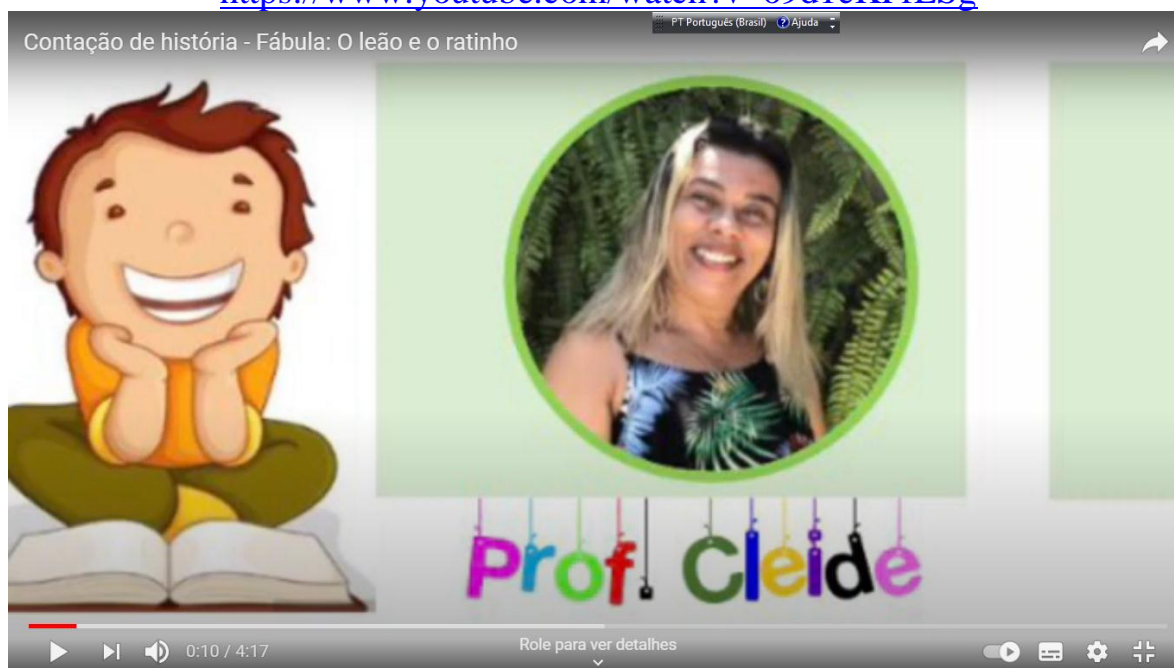 PT Português (Brasil) Ajuda
Contação de história - Fábula: O leão e o ratinho
Prof. Cleide
0:10 / 4:17
Role para ver detalhes